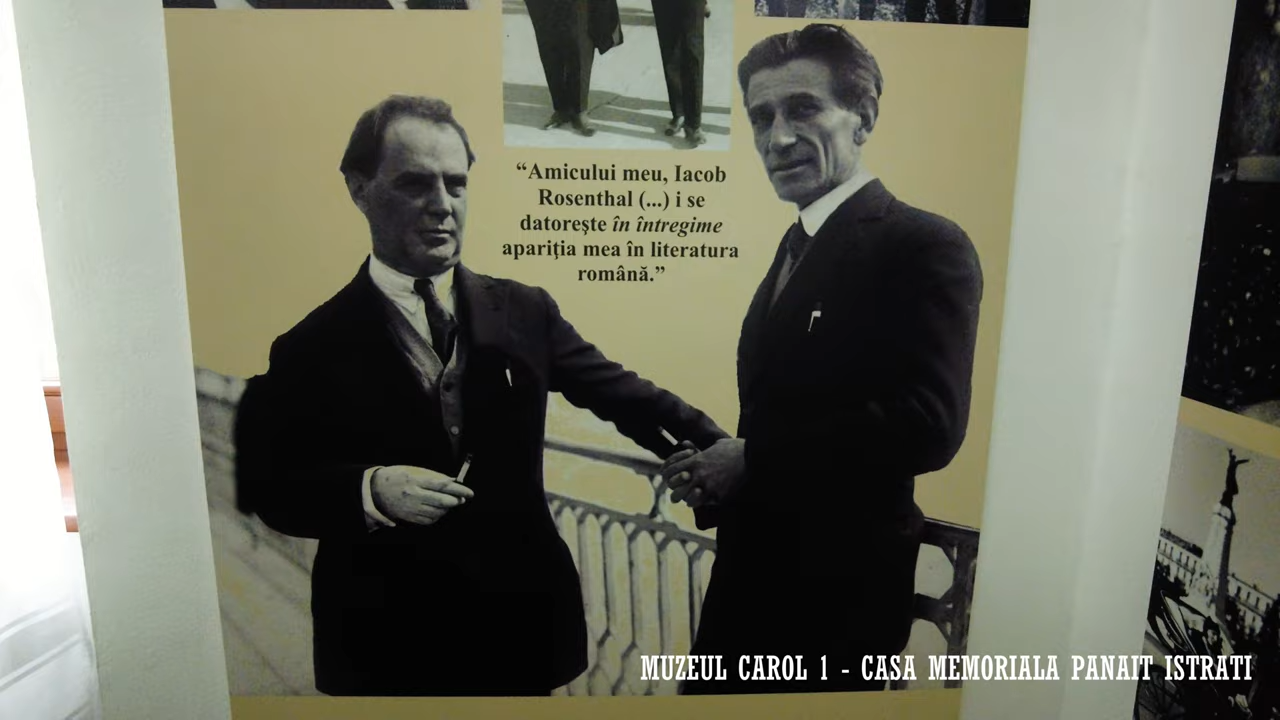 “Amicului meu, Iacob
Rosenthal (...) i se
datorește în întregime
apariţia mea în literatura
română.”
MUZEUL CAROL 1 - CASA MEMORIALA PANAIT ISTRATI